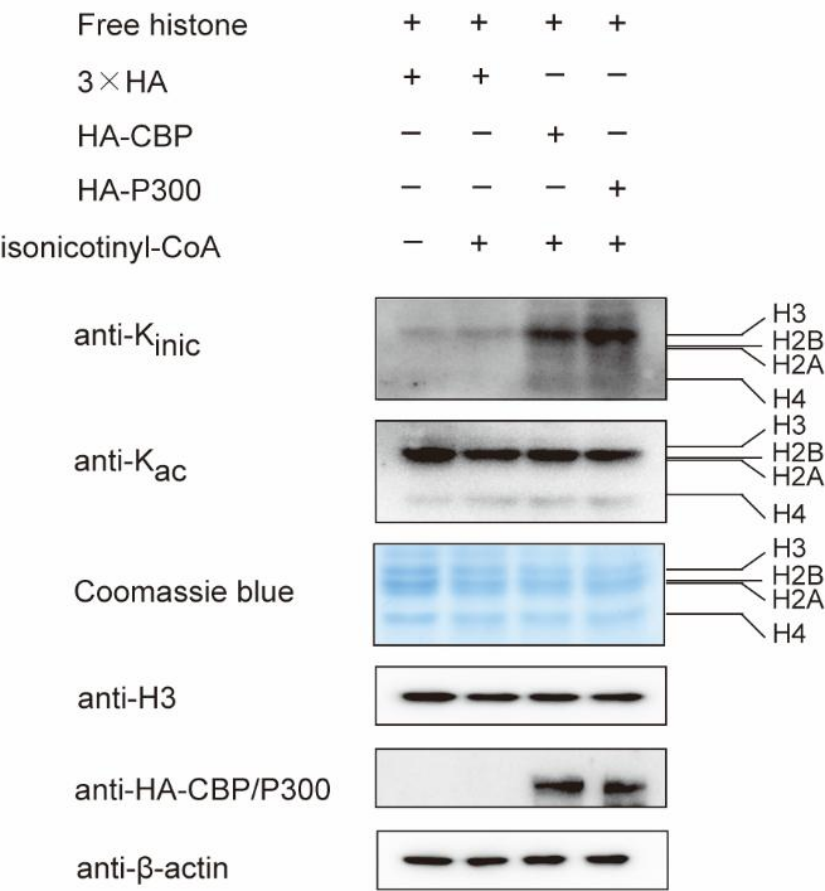 Free histone + + + +
3×HA + + − −
HA-CBP − − + −
HA-P300 − − − +
isonicotinyl-CoA − + + +
anti-Kinic H3
H2B
H2A
H4
anti-Kac H3
H2B
H2A
H4
Coomassie blue H3
H2B
H2A
H4
anti-H3
anti-HA-CBP/P300
anti-β-actin